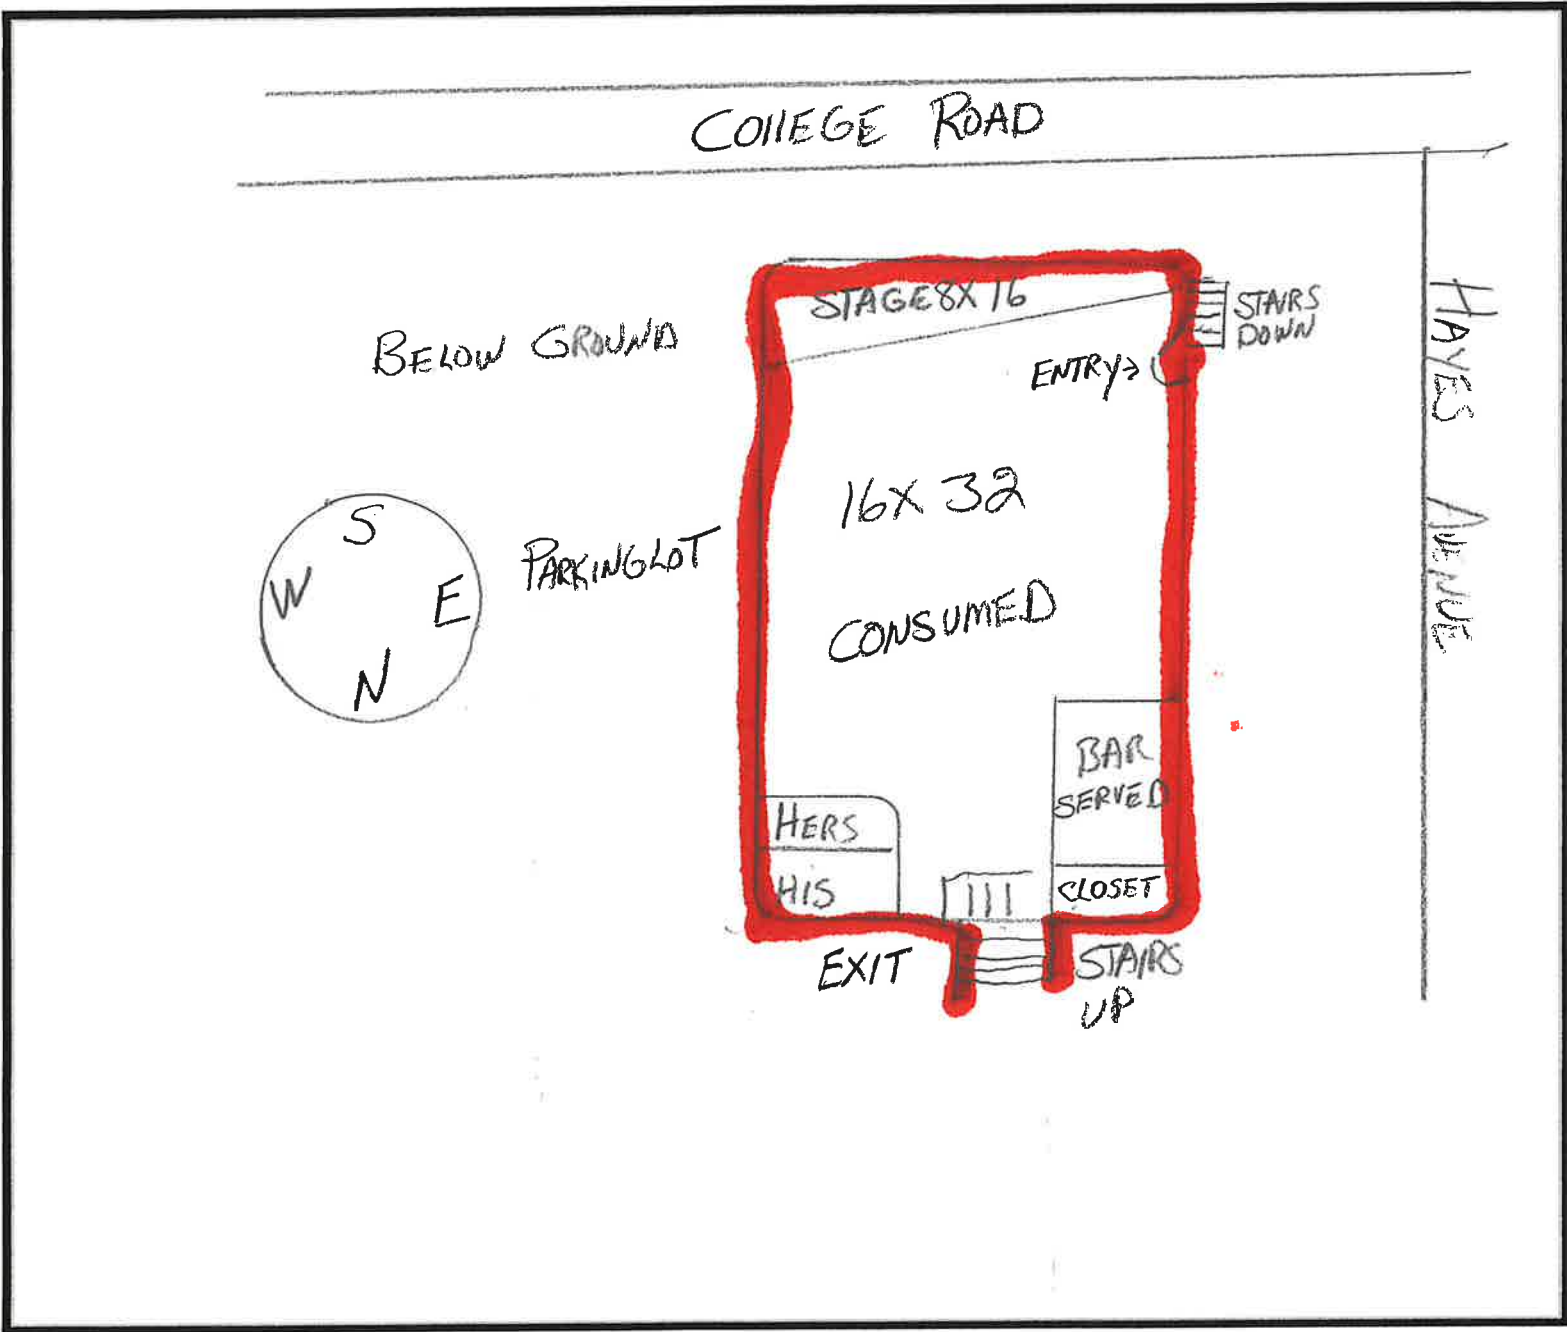 COllEGE ROAD
STAGE 8X16
STAIRS
DOWN
BELOW GROUND
ENTRY→
HAYES AVENUE
16X32
S
W
E
N
PARKINGLOT
CONSUMED
BAR
SERVED
HERS
HIS
CLOSET
EXIT
STAIRS
UP